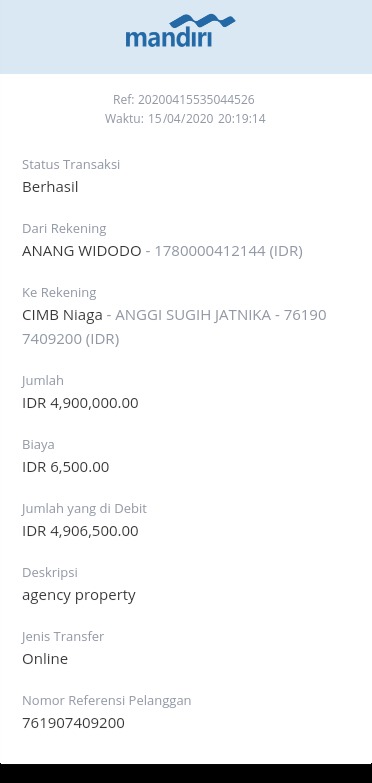 mandiri
Ref: 20200415535044526
Waktu: 15/04/2020 20:19:14
Status Transaksi
Berhasil
Dari Rekening
ANANG WIDODO - 1780000412144 (IDR)
Ke Rekening
CIMB Niaga - ANGGI SUGIH JATNIKA - 76190
7409200 (IDR)
Jumlah
IDR 4,900,000.00
Biaya
IDR 6,500.00
Jumlah yang di Debit
IDR 4,906,500.00
Deskripsi
agency property
Jenis Transfer
Online
Nomor Referensi Pelanggan
761907409200